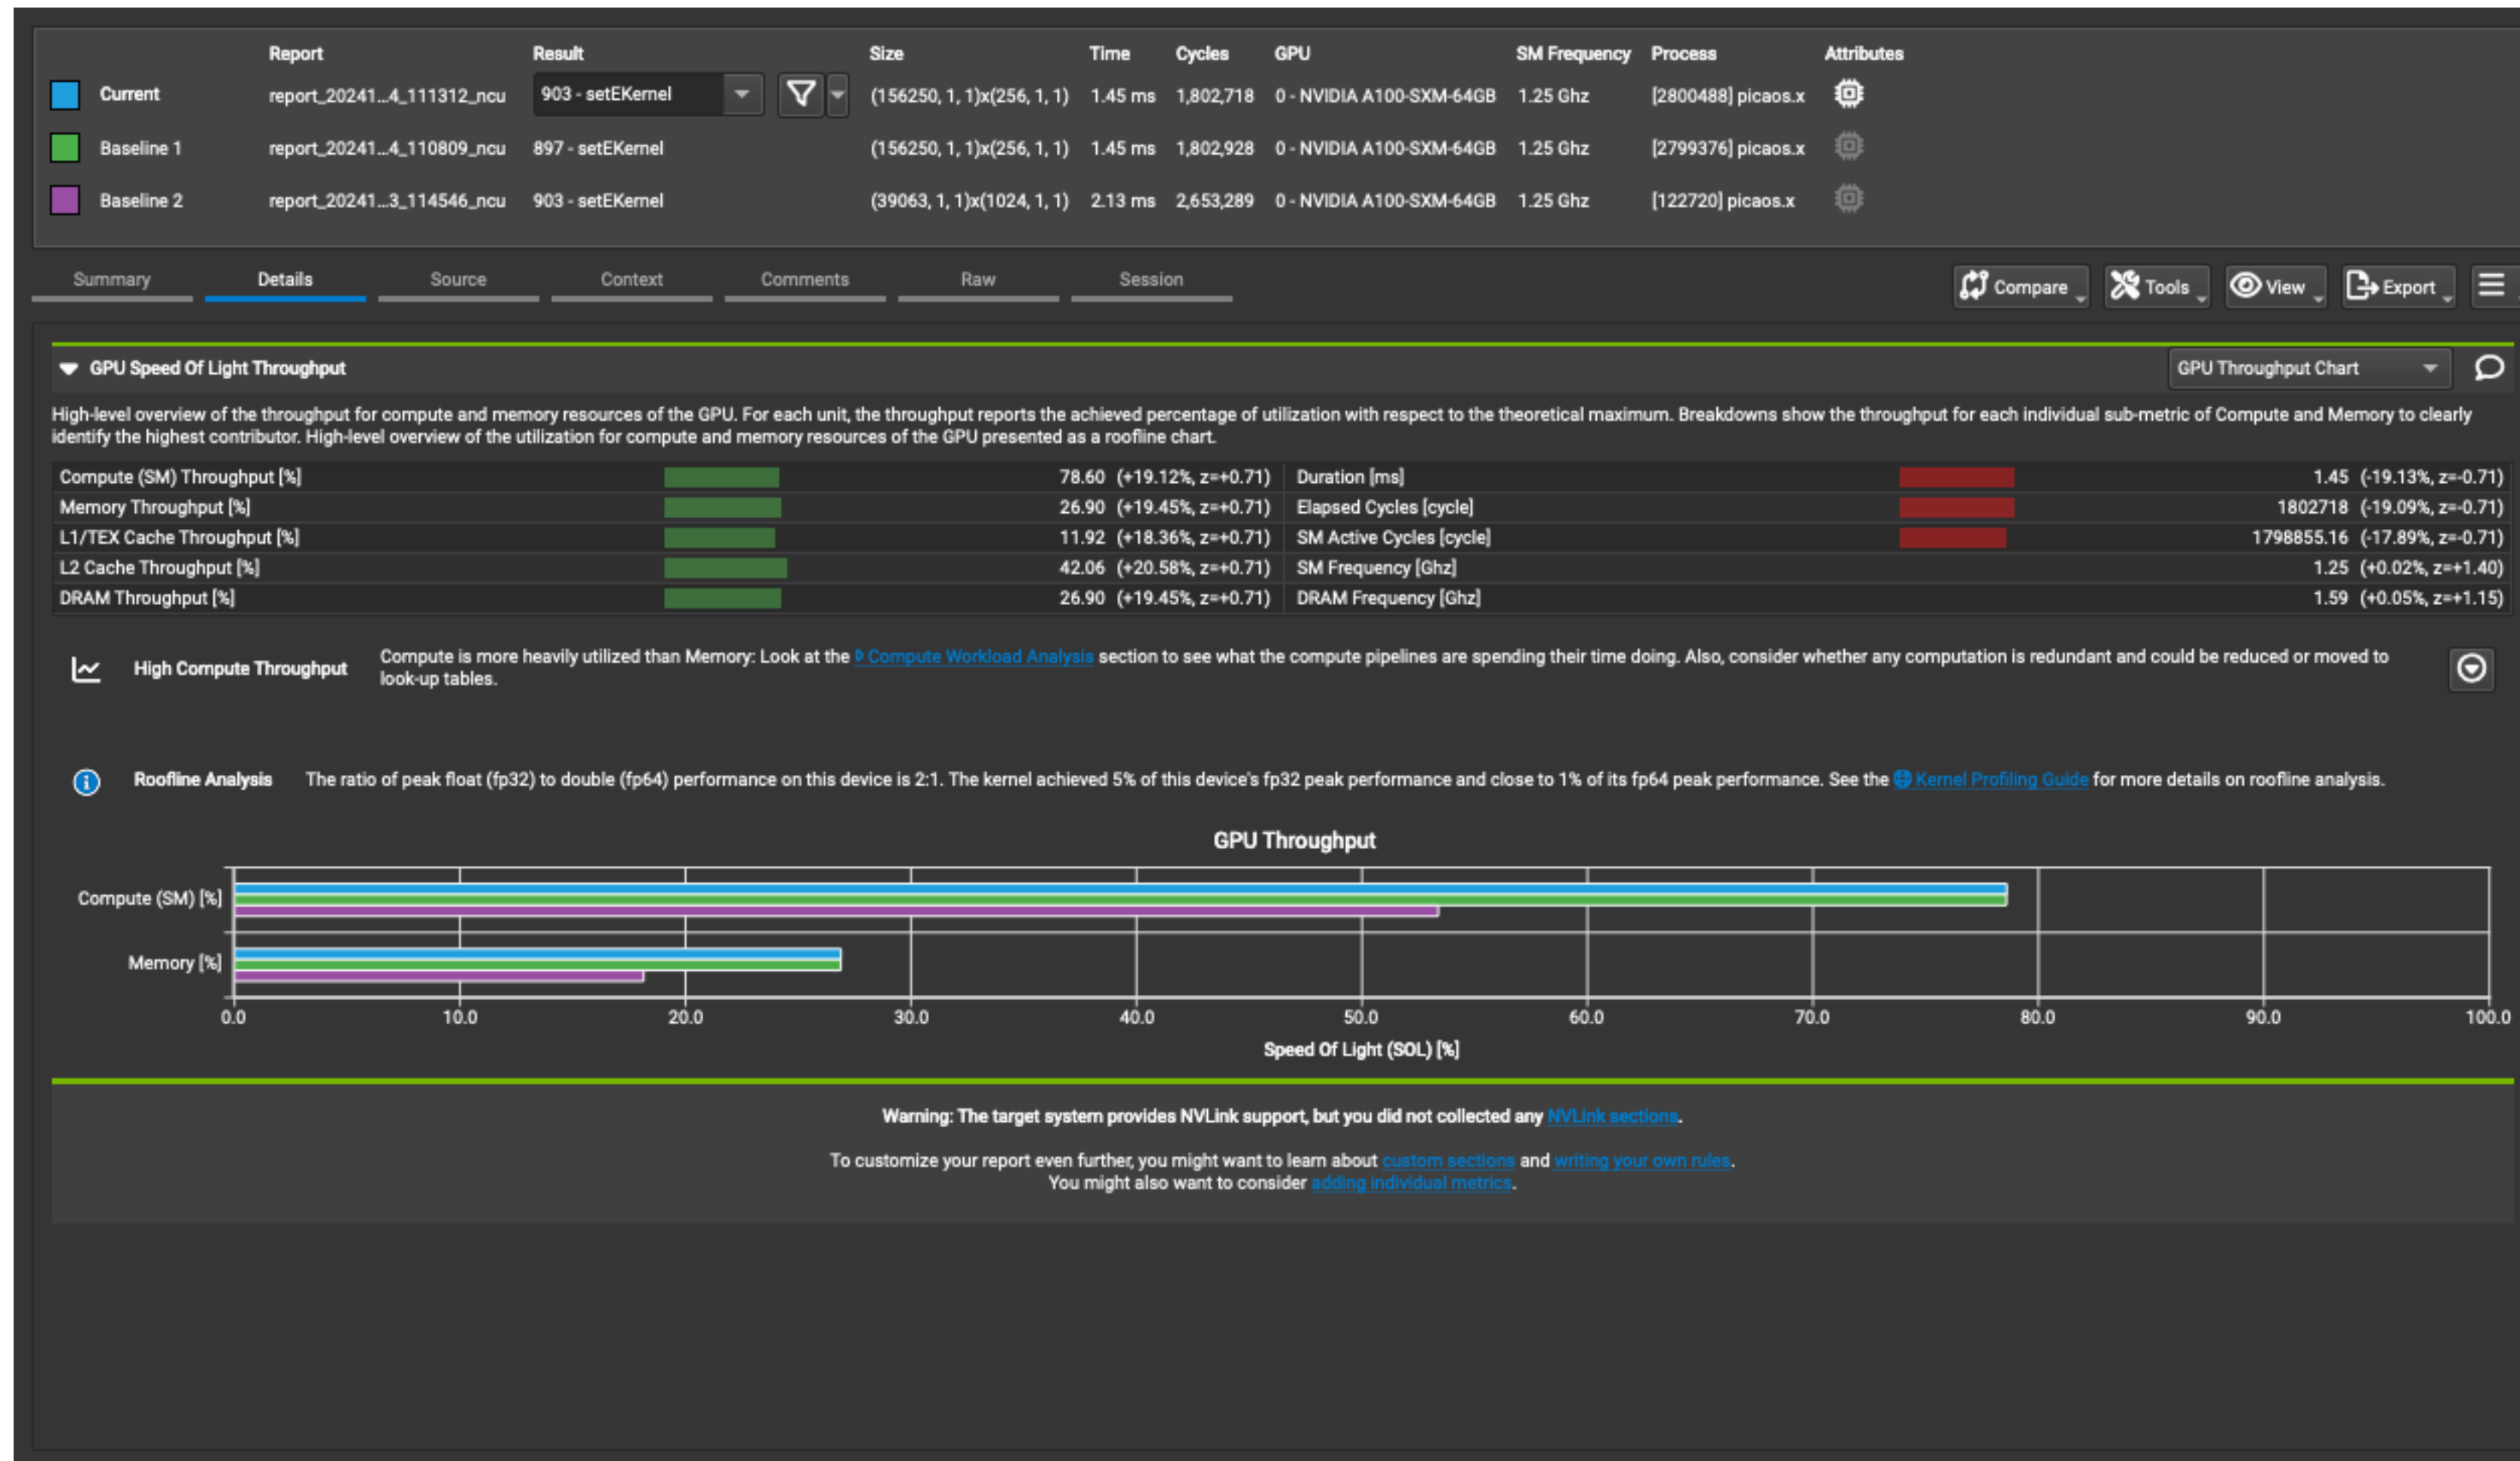 Report Result Size Time Cycles GPU SM Frequency Process Attributes
Current report_20241...4_111312_ncu 903 - setEKernel (156250, 1, 1)x(256, 1, 1) 1.45 ms 1,802,718 0 - NVIDIA A100-SXM-64GB 1.25 Ghz [2800488] picaos.x
Baseline 1 report_20241...4_110809_ncu 897 - setEKernel (156250, 1, 1)x(256, 1, 1) 1.45 ms 1,802,928 0 - NVIDIA A100-SXM-64GB 1.25 Ghz [2799376] picaos.x
Baseline 2 report_20241...3_114546_ncu 903 - setEKernel (39063, 1, 1)x(1024, 1, 1) 2.13 ms 2,653,289 0 - NVIDIA A100-SXM-64GB 1.25 Ghz [122720] picaos.x
Summary Details Source Context Comments Raw Session Compare Tools View Export
GPU Speed Of Light Throughput GPU Throughput Chart
High-level overview of the throughput for compute and memory resources of the GPU. For each unit, the throughput reports the achieved percentage of utilization with respect to the theoretical maximum. Breakdowns show the throughput for each individual sub-metric of Compute and Memory to clearly
identify the highest contributor. High-level overview of the utilization for compute and memory resources of the GPU presented as a roofline chart.
Compute (SM) Throughput [%] 78.60 (+19.12%, z=+0.71) Duration [ms] 1.45 (-19.13%, z=-0.71)
Memory Throughput [%] 26.90 (+19.45%, z=+0.71) Elapsed Cycles [cycle] 1802718 (-19.09%, z=-0.71)
L1/TEX Cache Throughput [%] 11.92 (+18.36%, z=+0.71) SM Active Cycles [cycle] 1798855.16 (-17.89%, z=-0.71)
L2 Cache Throughput [%] 42.06 (+20.58%, z=+0.71) SM Frequency [Ghz] 1.25 (+0.02%, z=+1.40)
DRAM Throughput [%] 26.90 (+19.45%, z=+0.71) DRAM Frequency [Ghz] 1.59 (+0.05%, z=+1.15)
High Compute Throughput Compute is more heavily utilized than Memory: Look at the Compute Workload Analysis section to see what the compute pipelines are spending their time doing. Also, consider whether any computation is redundant and could be reduced or moved to
look-up tables.
Roofline Analysis The ratio of peak float (fp32) to double (fp64) performance on this device is 2:1. The kernel achieved 5% of this device's fp32 peak performance and close to 1% of its fp64 peak performance. See the Kernel Profiling Guide for more details on roofline analysis.
GPU Throughput
Compute (SM) [%]
Memory [%]
0.0 10.0 20.0 30.0 40.0 50.0 60.0 70.0 80.0 90.0 100.0
Speed Of Light (SOL) [%]
Warning: The target system provides NVLink support, but you did not collected any NVLink sections.
To customize your report even further, you might want to learn about custom sections and writing your own rules.
You might also want to consider adding individual metrics.